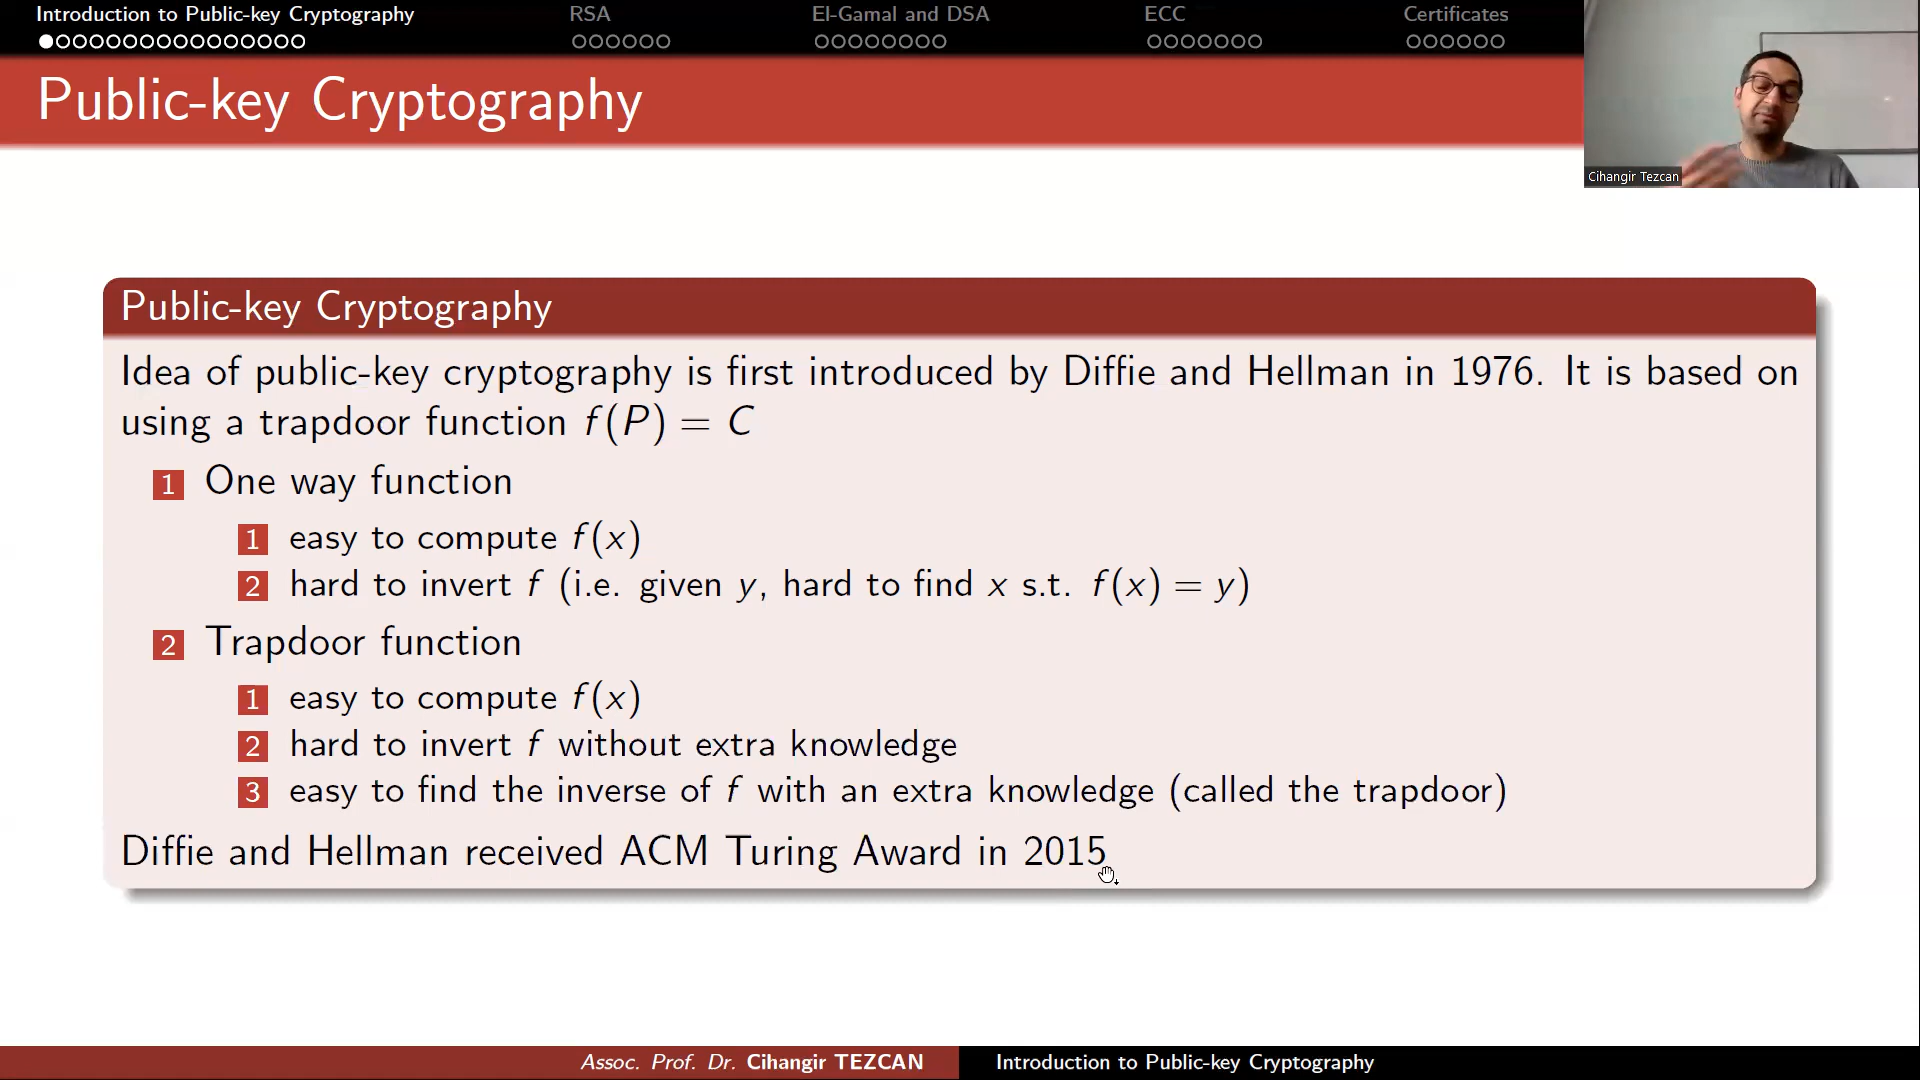 Introduction to Public-key Cryptography
RSA
El-Gamal and DSA
ECC
Certificates
Public-key Cryptography
Cihangir Tezcan
Public-key Cryptography
Idea of public-key cryptography is first introduced by Diffie and Hellman in 1976. It is based on
using a trapdoor function f(P) = C
1 One way function
1 easy to compute f(x)
2 hard to invert f (i.e. given y, hard to find x s.t. f(x) = y)
2 Trapdoor function
1 easy to compute f(x)
2 hard to invert f without extra knowledge
3 easy to find the inverse of f with an extra knowledge (called the trapdoor)
Diffie and Hellman received ACM Turing Award in 2015
Assoc. Prof. Dr. Cihangir TEZCAN
Introduction to Public-key Cryptography